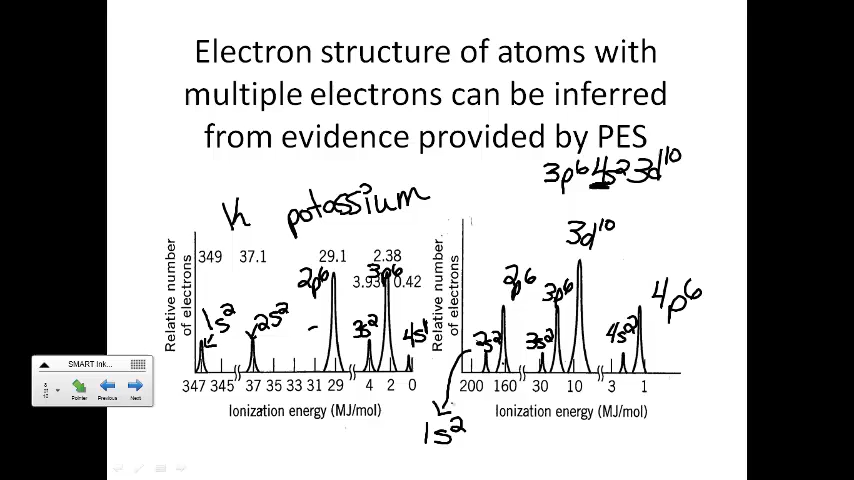 Electron structure of atoms with
multiple electrons can be inferred
from evidence provided by PES
3p6 4s2 3d10
K potassium
3d10
349 37.1 29.1 2.38
3.93 0.42
Relative number
of electrons
1s2 2s2 2p6 3s2 3p6 4s1
347 345 37 35 33 31 29 4 2 0
Ionization energy (MJ/mol)
Relative number
of electrons
2s2 2p6 3s2 3p6 4s2 4p6
200 160 30 10 3 1
Ionization energy (MJ/mol)
1s2
SMART Ink...
Pointer Previous Next